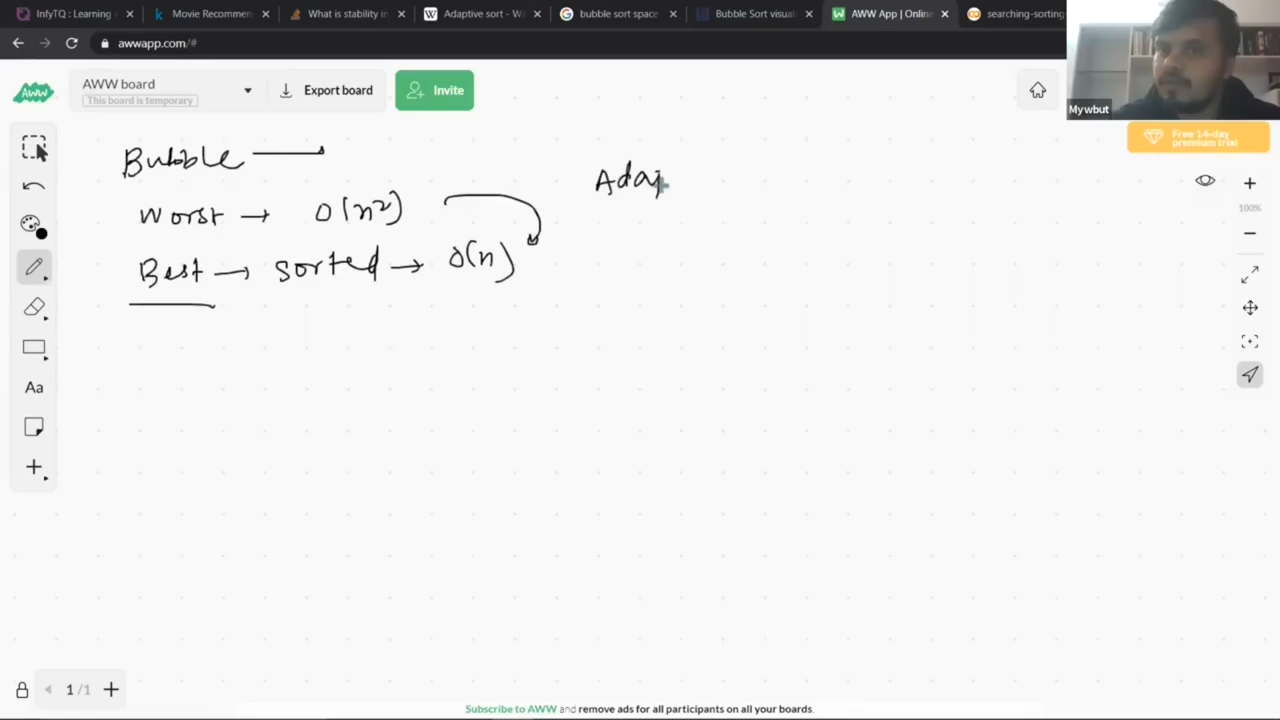 InfyTQ : Learning A
Movie Recommen
What is stability in
Adaptive sort - Wi
bubble sort space
Bubble Sort visuali
AWW App | Online
searching-sorting
awwapp.com/#
AWW
AWW board
This board is temporary
Export board
Invite
Mywbut
Free 14-day
premium trial
Bubble
Adap
Worst → O(n²)
Best → sorted → O(n)
100%
Aa
1/1
Subscribe to AWW and remove ads for all participants on all your boards.